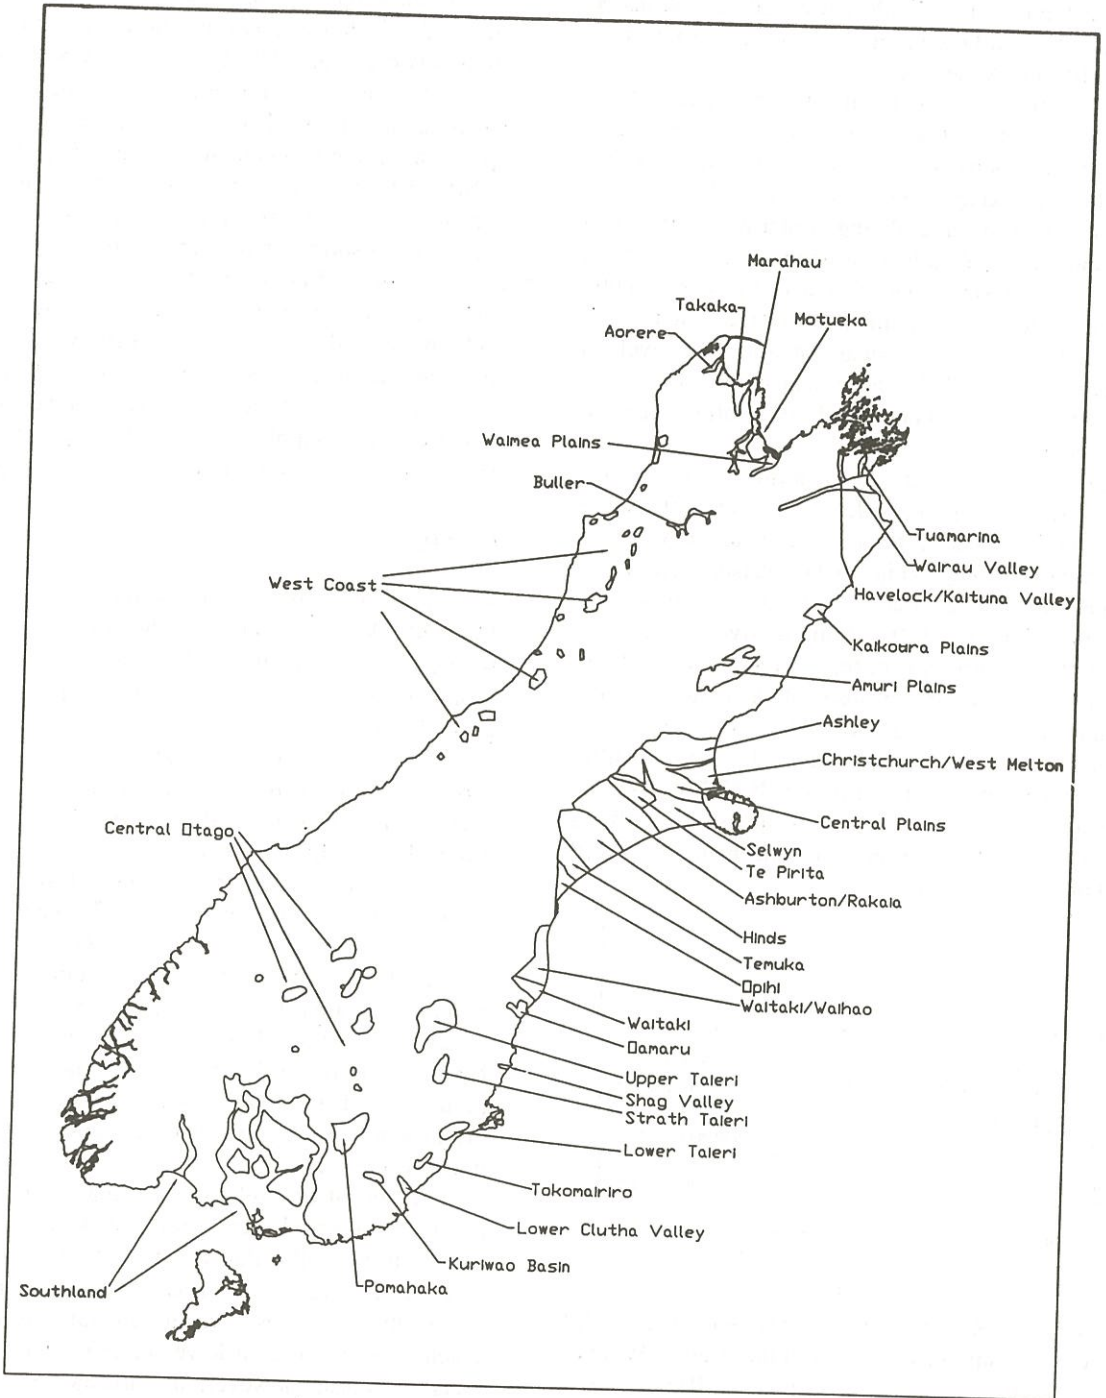 Marahau
Takaka
Motueka
Aorere
Waimea Plains
Buller
Tuamarina
Wairau Valley
West Coast
Havelock/Kaituna Valley
Kaikoura Plains
Amuri Plains
Ashley
Christchurch/West Melton
Central Plains
Central Otago
Selwyn
Te Pirita
Ashburton/Rakaia
Hinds
Temuka
Opihi
Waitaki/Waihao
Waitaki
Oamaru
Upper Taieri
Shag Valley
Strath Taieri
Lower Taieri
Tokomairiro
Lower Clutha Valley
Kuriwao Basin
Southland
Pomahaka